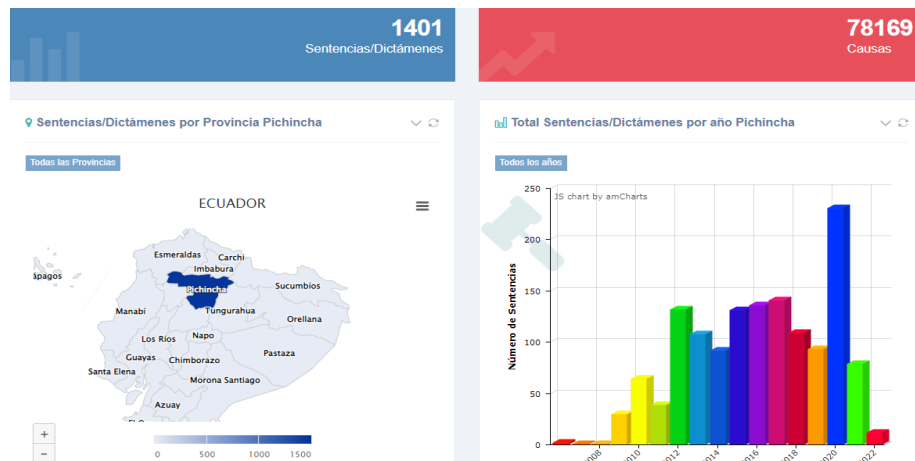 1401
Sentencias/Dictámenes
78169
Causas
Sentencias/Dictámenes por Provincia Pichincha
Todas las Provincias
ECUADOR
Esmeraldas
Carchi
Imbabura
ápagos
Pichincha
Sucumbios
Manabí
Tungurahua
Orellana
Los Ríos
Napo
Guayas
Chimborazo
Pastaza
Santa Elena
Morona Santiago
Azuay
+
−
0 500 1000 1500
Total Sentencias/Dictámenes por año Pichincha
Todos los años
JS chart by amCharts
Número de Sentencias
250
200
150
100
50
0
2008
2010
2012
2014
2016
2018
2020
2022